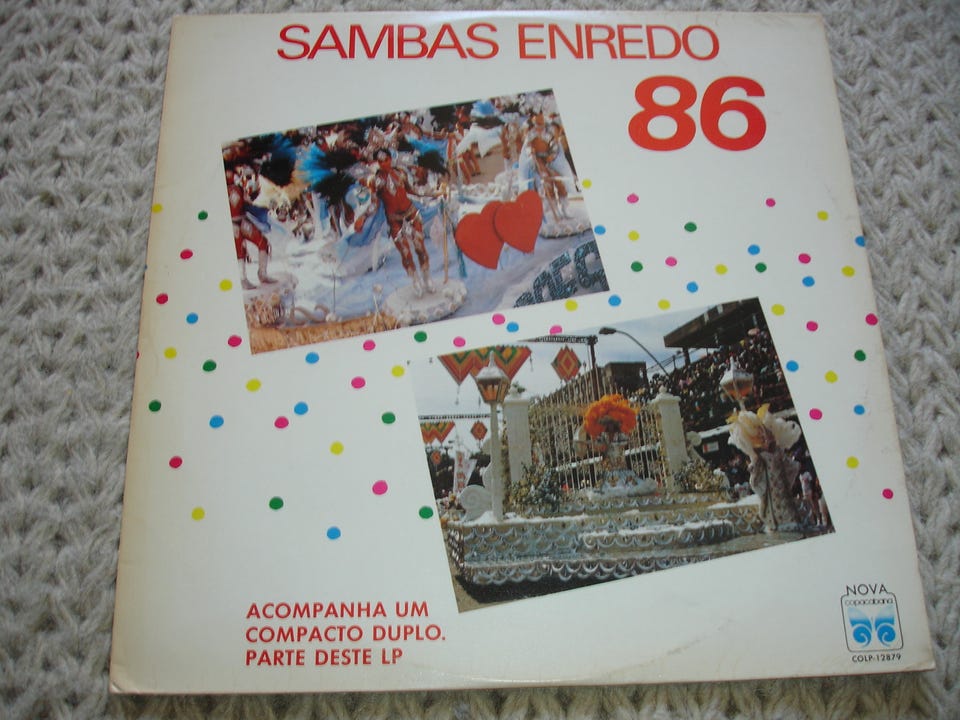 SAMBAS ENREDO
86
ACOMPANHA UM
COMPACTO DUPLO.
PARTE DESTE LP
NOVA
copacabana
COLP-12879